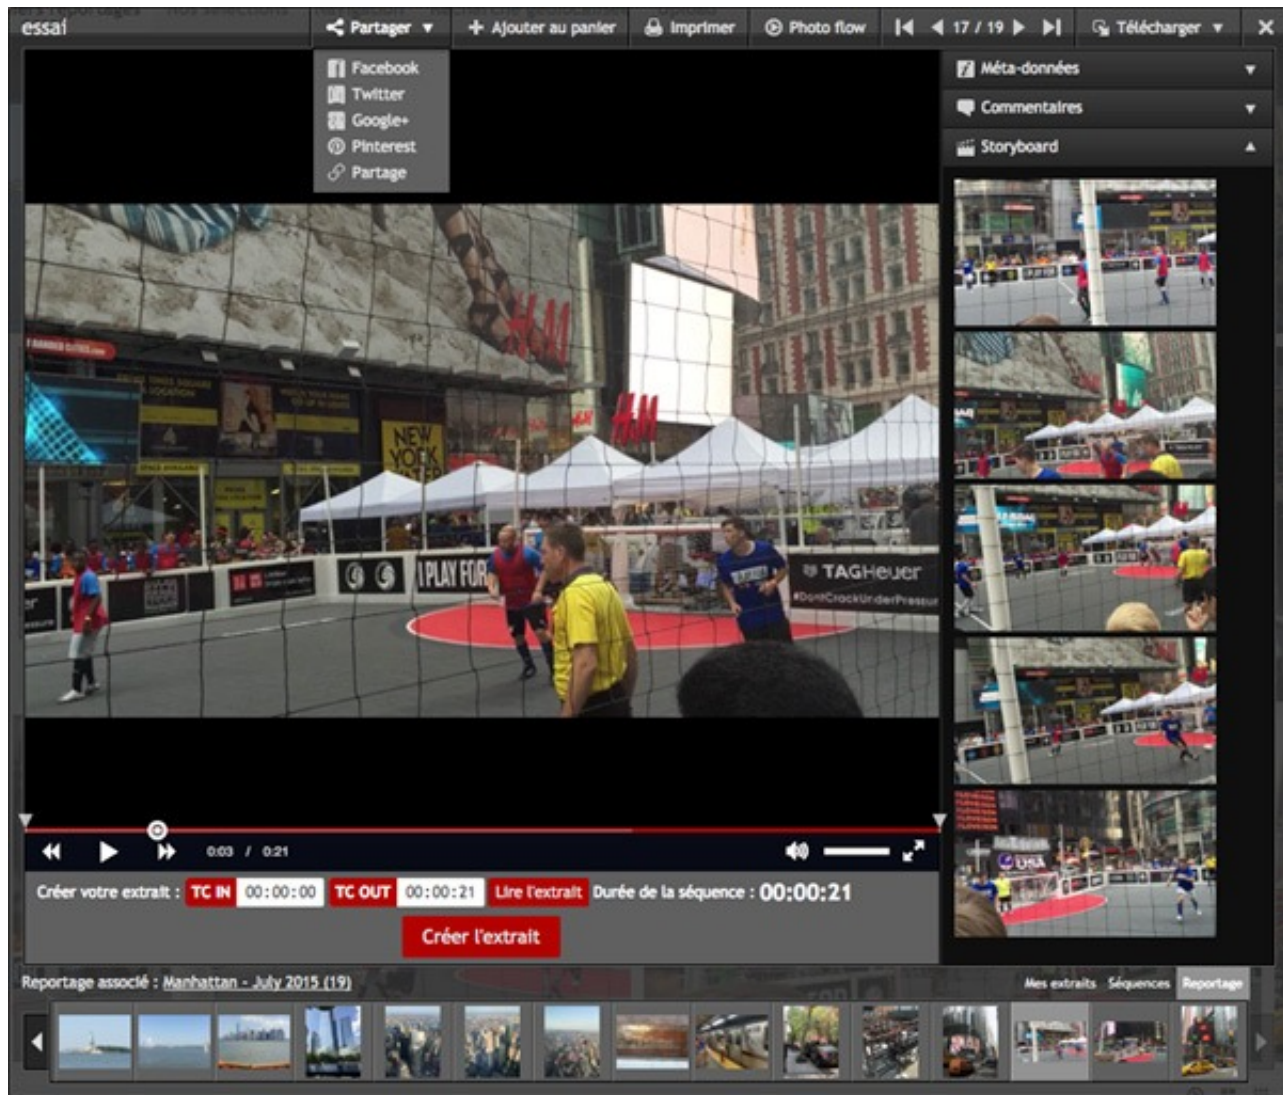 essai
Partager
Ajouter au panier
Imprimer
Photo flow
17 / 19
Télécharger
Facebook
Twitter
Google+
Pinterest
Partage
Méta-données
Commentaires
Storyboard
H&M
H&M
NEW
YORK
I PLAY FOR
TAGHeuer
#DontCrackUnderPressur
USA
0:03 / 0:21
Créer votre extrait : TC IN 00:00:00 TC OUT 00:00:21 Lire l'extrait Durée de la séquence : 00:00:21
Créer l'extrait
Reportage associé : Manhattan - July 2015 (19)
Mes extraits Séquences Reportage